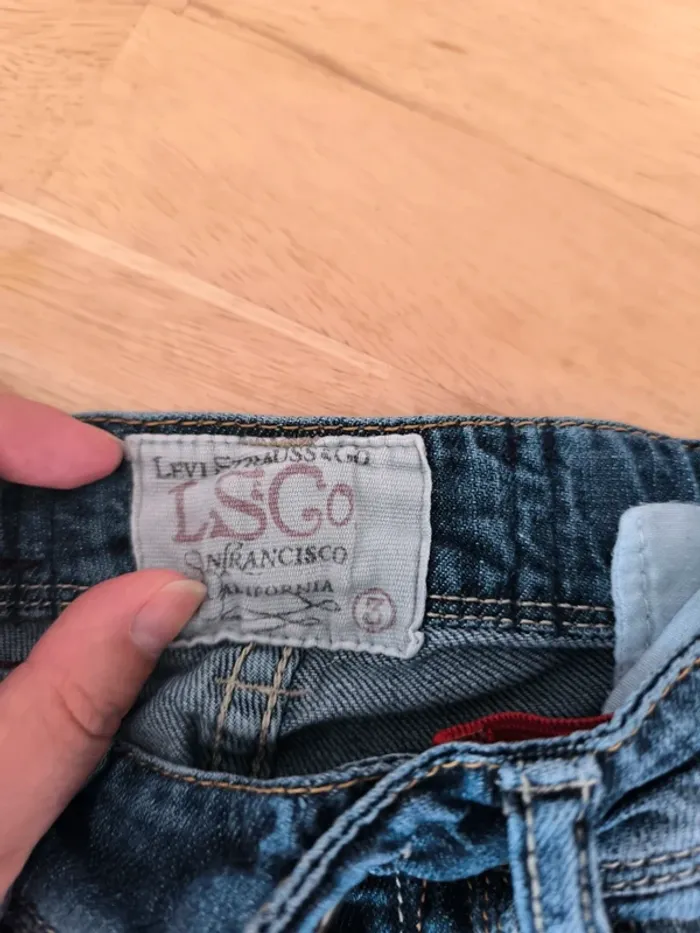 LEVI STRAUSS & CO
LS&CO
SAN FRANCISCO
CALIFORNIA
3